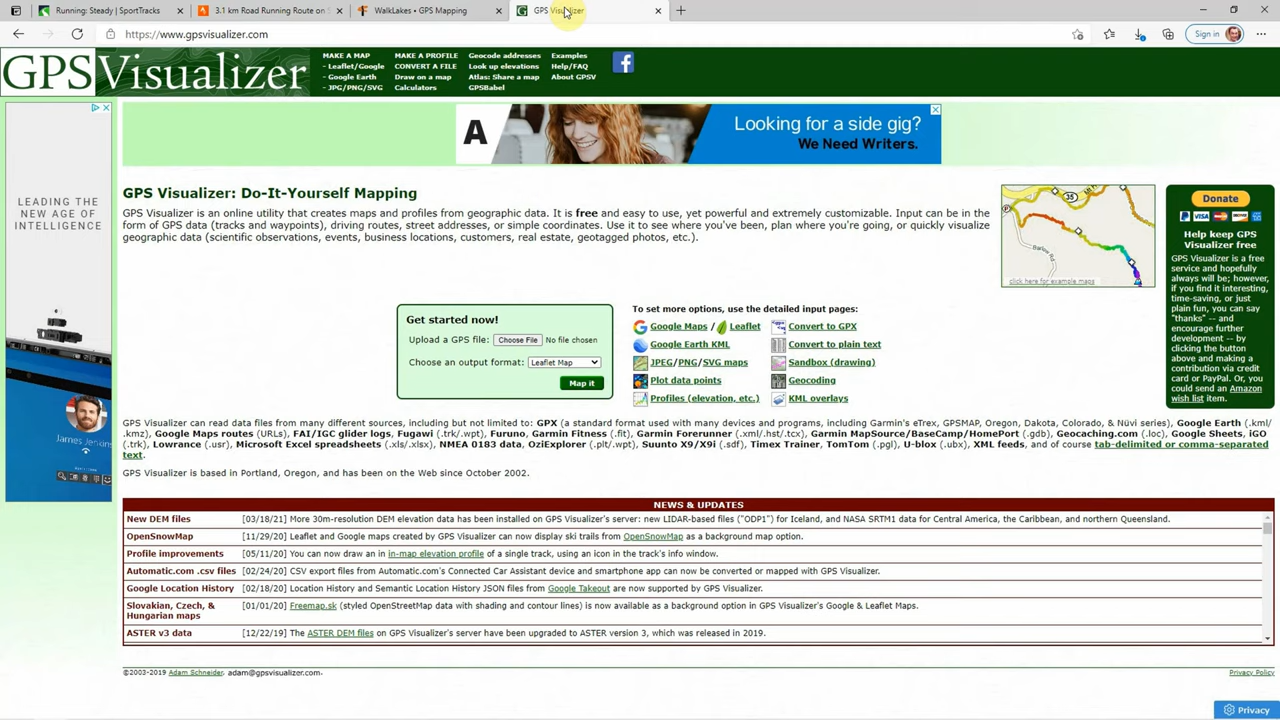 Running: Steady | SportTracks
3.1 km Road Running Route on S
WalkLakes • GPS Mapping
GPS Visualizer
https://www.gpsvisualizer.com
Sign in
GPSVisualizer
MAKE A MAP
- Leaflet/Google
- Google Earth
- JPG/PNG/SVG
MAKE A PROFILE
CONVERT A FILE
Draw on a map
Calculators
Geocode addresses
Look up elevations
Atlas: Share a map
GPSBabel
Examples
Help/FAQ
About GPSV
LEADING THE
NEW AGE OF
INTELLIGENCE
James Jenkins
A
Looking for a side gig?
We Need Writers.
GPS Visualizer: Do-It-Yourself Mapping
GPS Visualizer is an online utility that creates maps and profiles from geographic data. It is free and easy to use, yet powerful and extremely customizable. Input can be in the
form of GPS data (tracks and waypoints), driving routes, street addresses, or simple coordinates. Use it to see where you've been, plan where you're going, or quickly visualize
geographic data (scientific observations, events, business locations, customers, real estate, geotagged photos, etc.).
35
Barlow Rd
click here for example maps
Donate
Help keep GPS
Visualizer free
GPS Visualizer is a free
service and hopefully
always will be; however,
if you find it interesting,
time-saving, or just
plain fun, you can say
"thanks" -- and
encourage further
development -- by
clicking the button
above and making a
contribution via credit
card or PayPal. Or, you
could send an Amazon
wish list item.
Get started now!
Upload a GPS file: Choose File No file chosen
Choose an output format: Leaflet Map
Map it
To set more options, use the detailed input pages:
Google Maps / Leaflet
Google Earth KML
JPEG/PNG/SVG maps
Plot data points
Profiles (elevation, etc.)
Convert to GPX
Convert to plain text
Sandbox (drawing)
Geocoding
KML overlays
GPS Visualizer can read data files from many different sources, including but not limited to: GPX (a standard format used with many devices and programs, including Garmin's eTrex, GPSMAP, Oregon, Dakota, Colorado, & Nüvi series), Google Earth (.kml/
.kmz), Google Maps routes (URLs), FAI/IGC glider logs, Fugawi (.trk/.wpt), Furuno, Garmin Fitness (.fit), Garmin Forerunner (.xml/.hst/.tcx), Garmin MapSource/BaseCamp/HomePort (.gdb), Geocaching.com (.loc), Google Sheets, iGO
(.trk), Lowrance (.usr), Microsoft Excel spreadsheets (.xls/.xlsx), NMEA 0183 data, OziExplorer (.plt/.wpt), Suunto X9/X9i (.sdf), Timex Trainer, TomTom (.pgl), U-blox (.ubx), XML feeds, and of course tab-delimited or comma-separated
text.
GPS Visualizer is based in Portland, Oregon, and has been on the Web since October 2002.
NEWS & UPDATES
New DEM files [03/18/21] More 30m-resolution DEM elevation data has been installed on GPS Visualizer's server: new LIDAR-based files ("ODP1") for Iceland, and NASA SRTM1 data for Central America, the Caribbean, and northern Queensland.
OpenSnowMap [11/29/20] Leaflet and Google maps created by GPS Visualizer can now display ski trails from OpenSnowMap as a background map option.
Profile improvements [05/11/20] You can now draw an in-map elevation profile of a single track, using an icon in the track's info window.
Automatic.com .csv files [02/24/20] CSV export files from Automatic.com's Connected Car Assistant device and smartphone app can now be converted or mapped with GPS Visualizer.
Google Location History [02/18/20] Location History and Semantic Location History JSON files from Google Takeout are now supported by GPS Visualizer.
Slovakian, Czech, & [01/01/20] Freemap.sk (styled OpenStreetMap data with shading and contour lines) is now available as a background option in GPS Visualizer's Google & Leaflet Maps.
Hungarian maps
ASTER v3 data [12/22/19] The ASTER DEM files on GPS Visualizer's server have been upgraded to ASTER version 3, which was released in 2019.
©2003-2019 Adam Schneider, adam@gpsvisualizer.com.
Privacy Policy
Privacy